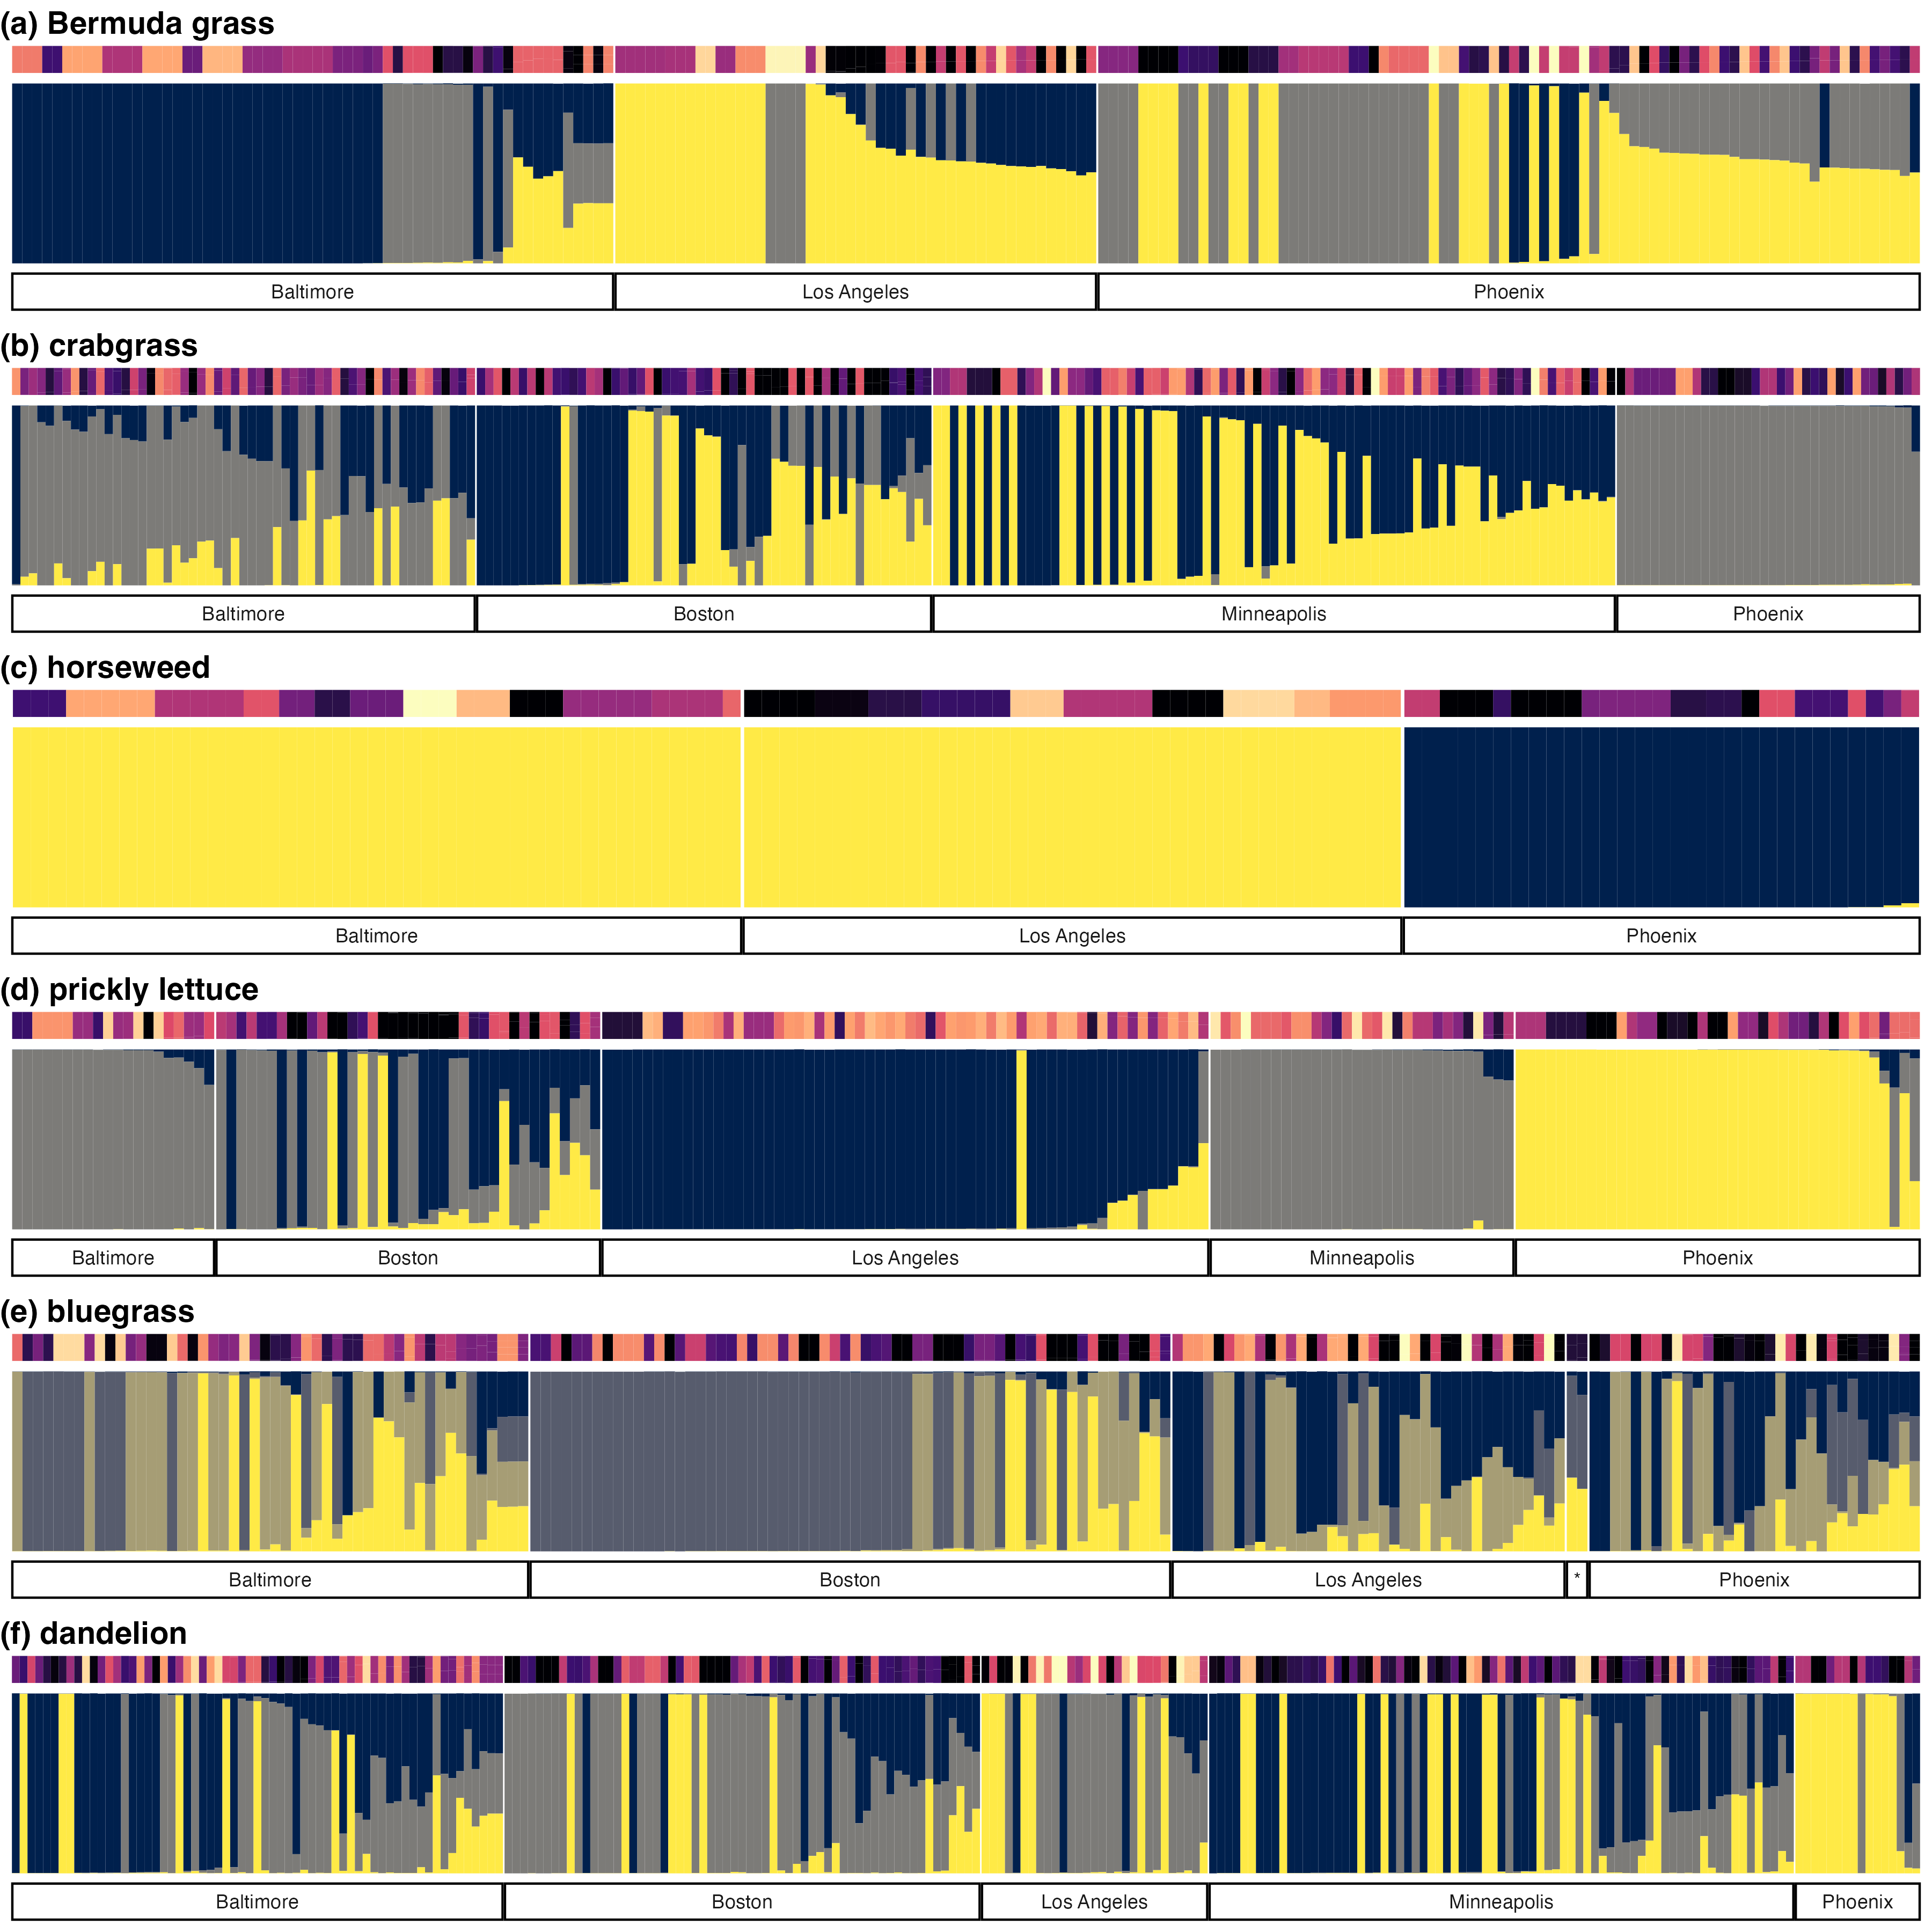 (a) Bermuda grass
Baltimore Los Angeles Phoenix
(b) crabgrass
Baltimore Boston Minneapolis Phoenix
(c) horseweed
Baltimore Los Angeles Phoenix
(d) prickly lettuce
Baltimore Boston Los Angeles Minneapolis Phoenix
(e) bluegrass
Baltimore Boston Los Angeles * Phoenix
(f) dandelion
Baltimore Boston Los Angeles Minneapolis Phoenix